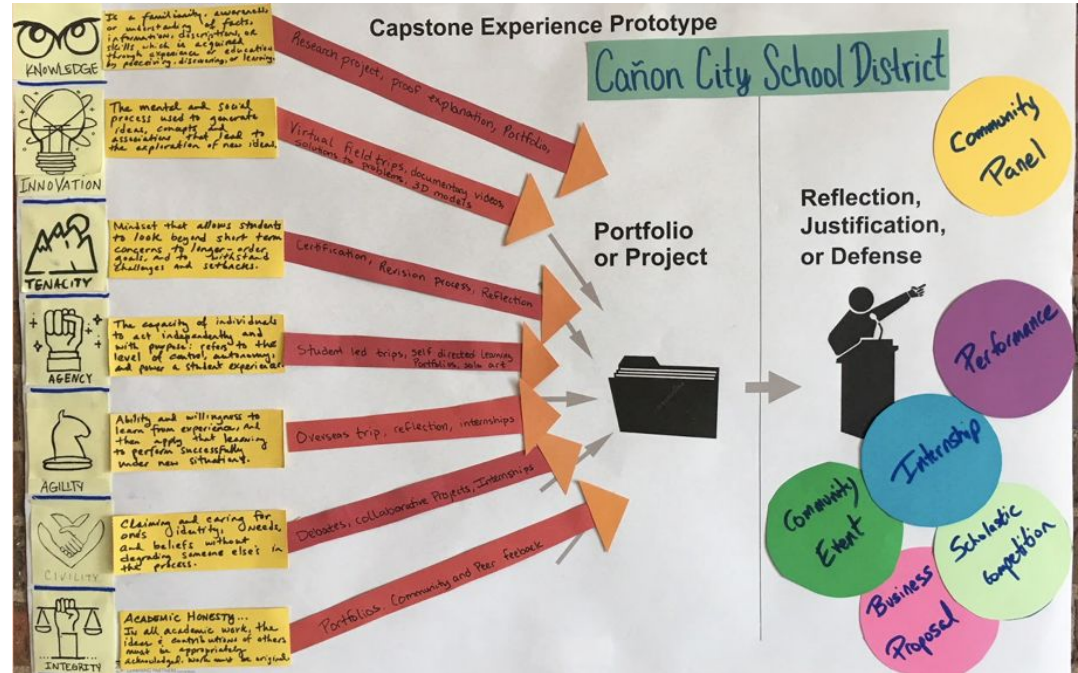 Capstone Experience Prototype
Cañon City School District
KNOWLEDGE
Is a familiarity, awareness,
or understanding of facts,
information, discriptions, or
skills which is acquired
through experience or education
by perceiving, discovering, or learning.
Research project, proof explanation, Portfolio,
INNOVATION
The mental and social
process used to generate
ideas, concepts and
associations that lead to
the exploration of new ideas.
Virtual field trips, documentary videos,
solutions to problems, 3D models
TENACITY
Mindset that allows students
to look beyond short term
concerns to longer-order
goals, and to withstand
challenges and setbacks.
Certification, Revision process, Reflection
AGENCY
The capacity of individuals
to act independently and
with purpose: refers to the
level of control, autonomy,
and power a student experiences.
Student led trips, self directed learning
Portfolios, solo art
AGILITY
Ability and willingness to
learn from experience, and
then apply that learning
to perform successfully
under new situations.
Overseas trip, reflection, internships
CIVILITY
Claiming and caring for
ones identity, needs,
and beliefs without
degrading someone else's in
the process.
Debates, collaborative Projects, Internships
INTEGRITY
ACADEMIC HONESTY...
In all academic work, the
ideas & contributions of others
must be appropriately
acknowledged. Work must be original
Portfolios. Community and Peer feeback
Portfolio
or Project
Reflection,
Justification,
or Defense
Community
Panel
Performance
Internship
Community
Event
Scholastic
Competition
Business
Proposal